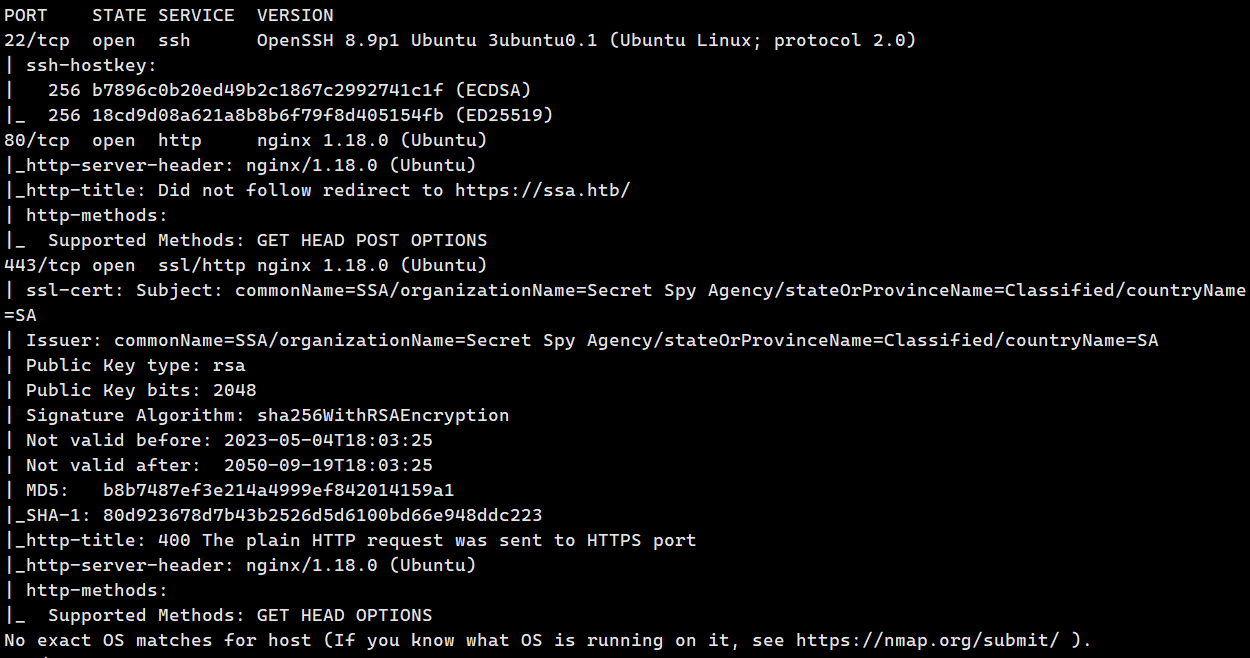 PORT    STATE SERVICE  VERSION
22/tcp  open  ssh      OpenSSH 8.9p1 Ubuntu 3ubuntu0.1 (Ubuntu Linux; protocol 2.0)
| ssh-hostkey:
|   256 b7896c0b20ed49b2c1867c2992741c1f (ECDSA)
|_  256 18cd9d08a621a8b8b6f79f8d405154fb (ED25519)
80/tcp  open  http     nginx 1.18.0 (Ubuntu)
|_http-server-header: nginx/1.18.0 (Ubuntu)
|_http-title: Did not follow redirect to https://ssa.htb/
| http-methods:
|_  Supported Methods: GET HEAD POST OPTIONS
443/tcp open  ssl/http nginx 1.18.0 (Ubuntu)
| ssl-cert: Subject: commonName=SSA/organizationName=Secret Spy Agency/stateOrProvinceName=Classified/countryName
=SA
| Issuer: commonName=SSA/organizationName=Secret Spy Agency/stateOrProvinceName=Classified/countryName=SA
| Public Key type: rsa
| Public Key bits: 2048
| Signature Algorithm: sha256WithRSAEncryption
| Not valid before: 2023-05-04T18:03:25
| Not valid after:  2050-09-19T18:03:25
| MD5:   b8b7487ef3e214a4999ef842014159a1
|_SHA-1: 80d923678d7b43b2526d5d6100bd66e948ddc223
|_http-title: 400 The plain HTTP request was sent to HTTPS port
|_http-server-header: nginx/1.18.0 (Ubuntu)
| http-methods:
|_  Supported Methods: GET HEAD OPTIONS
No exact OS matches for host (If you know what OS is running on it, see https://nmap.org/submit/ ).